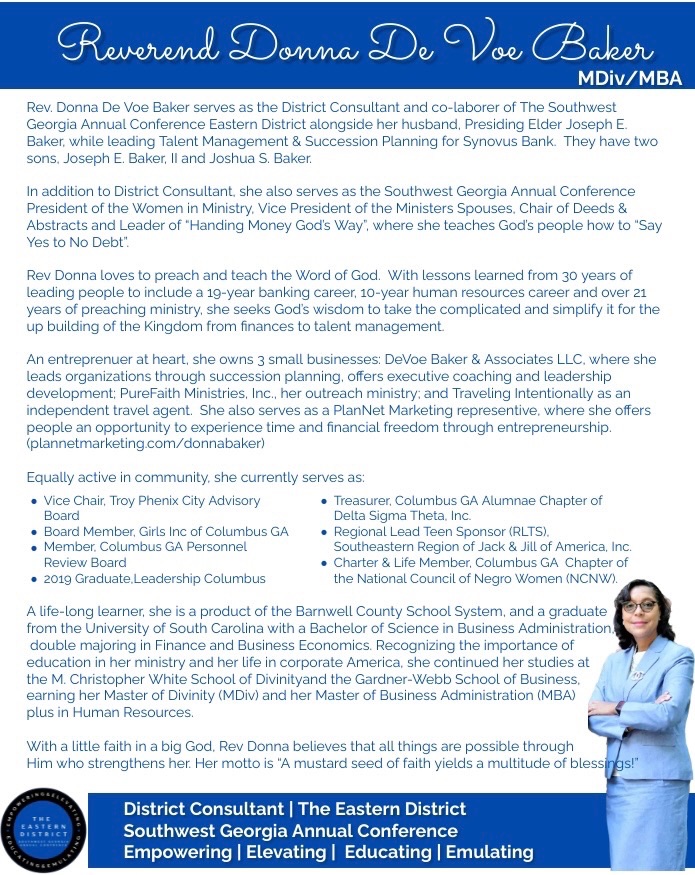 Reverend Donna De Voe Baker
MDiv/MBA
Rev. Donna De Voe Baker serves as the District Consultant and co-laborer of The Southwest
Georgia Annual Conference Eastern District alongside her husband, Presiding Elder Joseph E.
Baker, while leading Talent Management & Succession Planning for Synovus Bank.  They have two
sons, Joseph E. Baker, II and Joshua S. Baker.
In addition to District Consultant, she also serves as the Southwest Georgia Annual Conference
President of the Women in Ministry, Vice President of the Ministers Spouses, Chair of Deeds &
Abstracts and Leader of “Handing Money God’s Way”, where she teaches God’s people how to “Say
Yes to No Debt”.
Rev Donna loves to preach and teach the Word of God.  With lessons learned from 30 years of
leading people to include a 19-year banking career, 10-year human resources career and over 21
years of preaching ministry, she seeks God’s wisdom to take the complicated and simplify it for the
up building of the Kingdom from finances to talent management.
An entreprenuer at heart, she owns 3 small businesses: DeVoe Baker & Associates LLC, where she
leads organizations through succession planning, offers executive coaching and leadership
development; PureFaith Ministries, Inc., her outreach ministry; and Traveling Intentionally as an
independent travel agent.  She also serves as a PlanNet Marketing representive, where she offers
people an opportunity to experience time and financial freedom through entrepreneurship.
(plannetmarketing.com/donnabaker)
Equally active in community, she currently serves as:
● Vice Chair, Troy Phenix City Advisory
Board
● Board Member, Girls Inc of Columbus GA
● Member, Columbus GA Personnel
Review Board
● 2019 Graduate,Leadership Columbus
● Treasurer, Columbus GA Alumnae Chapter of
Delta Sigma Theta, Inc.
● Regional Lead Teen Sponsor (RLTS),
Southeastern Region of Jack & Jill of America, Inc.
● Charter & Life Member, Columbus GA  Chapter of
the National Council of Negro Women (NCNW).
A life-long learner, she is a product of the Barnwell County School System, and a graduate
from the University of South Carolina with a Bachelor of Science in Business Administration,
double majoring in Finance and Business Economics. Recognizing the importance of
education in her ministry and her life in corporate America, she continued her studies at
the M. Christopher White School of Divinityand the Gardner-Webb School of Business,
earning her Master of Divinity (MDiv) and her Master of Business Administration (MBA)
plus in Human Resources.
With a little faith in a big God, Rev Donna believes that all things are possible through
Him who strengthens her. Her motto is “A mustard seed of faith yields a multitude of blessings!”
EMPOWERING&ELEVATING
THE
EASTERN
DISTRICT
SOUTHWEST GEORGIA
ANNUAL CONFERENCE
EDUCATING&EMULATING
District Consultant | The Eastern District
Southwest Georgia Annual Conference
Empowering | Elevating |  Educating | Emulating